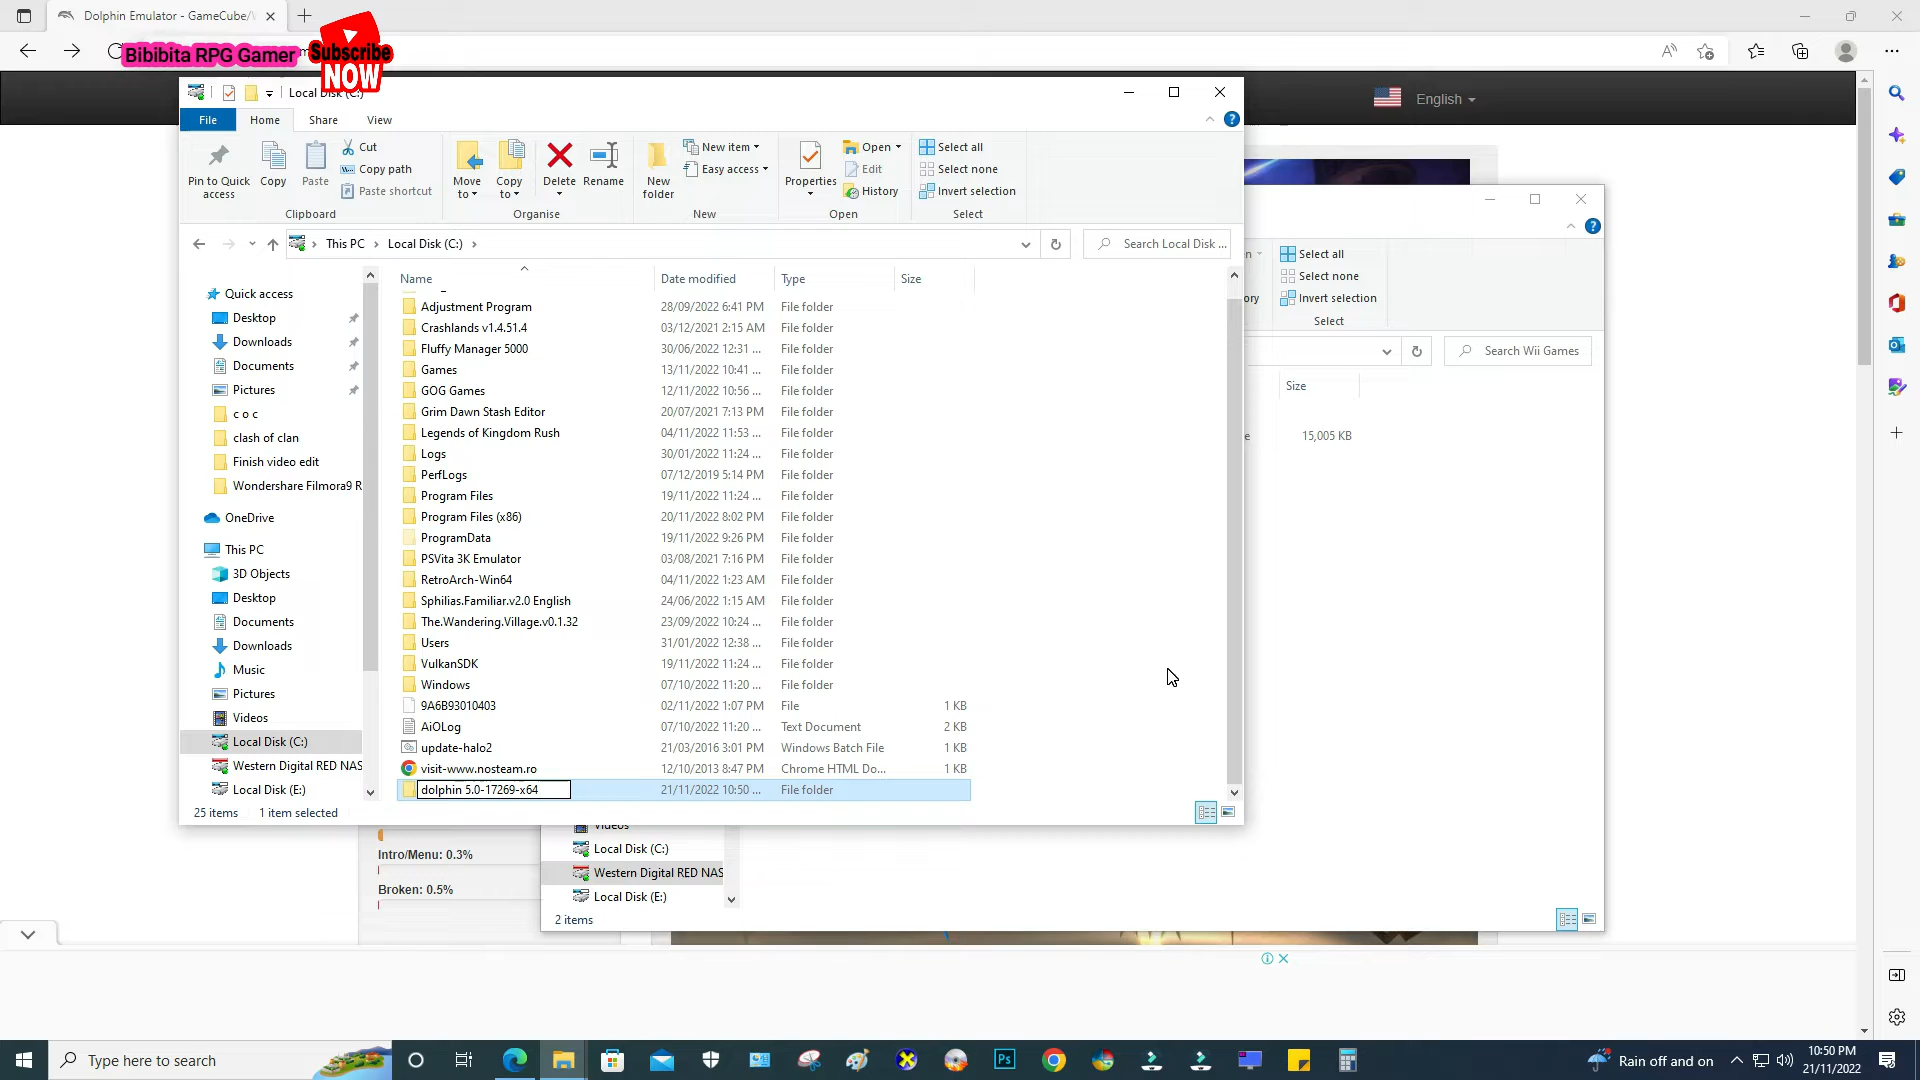 Dolphin Emulator - GameCube/
Bibibita RPG Gamer
Subscribe
NOW
English
Local Disk (C:)
File
Home
Share
View
Pin to Quick
access
Copy
Paste
Cut
Copy path
Paste shortcut
Clipboard
Move
to
Copy
to
Delete
Rename
Organise
New
folder
New item
Easy access
New
Properties
Open
Edit
History
Open
Select all
Select none
Invert selection
Select
This PC
Local Disk (C:)
Search Local Disk ...
Name
Date modified
Type
Size
Quick access
Desktop
Downloads
Documents
Pictures
c o c
clash of clan
Finish video edit
Wondershare Filmora9 R
OneDrive
This PC
3D Objects
Desktop
Documents
Downloads
Music
Pictures
Videos
Local Disk (C:)
Western Digital RED NAS
Local Disk (E:)
Adjustment Program 28/09/2022 6:41 PM File folder
Crashlands v1.4.51.4 03/12/2021 2:15 AM File folder
Fluffy Manager 5000 30/06/2022 12:31 ... File folder
Games 13/11/2022 10:41 ... File folder
GOG Games 12/11/2022 10:56 ... File folder
Grim Dawn Stash Editor 20/07/2021 7:13 PM File folder
Legends of Kingdom Rush 04/11/2022 11:53 ... File folder
Logs 30/01/2022 11:24 ... File folder
PerfLogs 07/12/2019 5:14 PM File folder
Program Files 19/11/2022 11:24 ... File folder
Program Files (x86) 20/11/2022 8:02 PM File folder
ProgramData 19/11/2022 9:26 PM File folder
PSVita 3K Emulator 03/08/2021 7:16 PM File folder
RetroArch-Win64 04/11/2022 1:23 AM File folder
Sphilias.Familiar.v2.0 English 24/06/2022 1:15 AM File folder
The.Wandering.Village.v0.1.32 23/09/2022 10:24 ... File folder
Users 31/01/2022 12:38 ... File folder
VulkanSDK 19/11/2022 11:24 ... File folder
Windows 07/10/2022 11:20 ... File folder
9A6B93010403 02/11/2022 1:07 PM File 1 KB
AiOLog 07/10/2022 11:20 ... Text Document 2 KB
update-halo2 21/03/2016 3:01 PM Windows Batch File 1 KB
visit-www.nosteam.ro 12/10/2013 8:47 PM Chrome HTML Do... 1 KB
dolphin 5.0-17269-x64 21/11/2022 10:50 ... File folder
25 items 1 item selected
Select all
Select none
Invert selection
Select
Search Wii Games
Size
15,005 KB
Videos
Local Disk (C:)
Western Digital RED NAS
Local Disk (E:)
2 items
Intro/Menu: 0.3%
Broken: 0.5%
Type here to search
Ps
Rain off and on
10:50 PM
21/11/2022